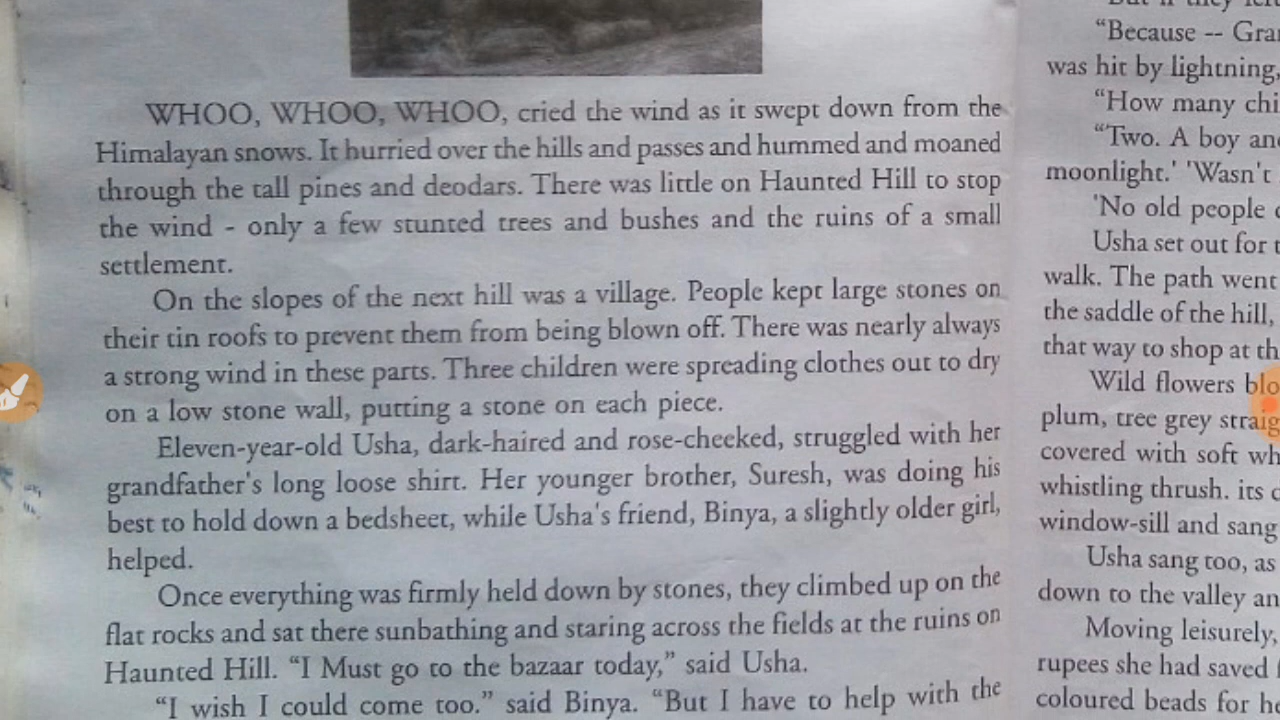 WHOO, WHOO, WHOO, cried the wind as it swept down from the
Himalayan snows. It hurried over the hills and passes and hummed and moaned
through the tall pines and deodars. There was little on Haunted Hill to stop
the wind - only a few stunted trees and bushes and the ruins of a small
settlement.
On the slopes of the next hill was a village. People kept large stones on
their tin roofs to prevent them from being blown off. There was nearly always
a strong wind in these parts. Three children were spreading clothes out to dry
on a low stone wall, putting a stone on each piece.
Eleven-year-old Usha, dark-haired and rose-cheeked, struggled with her
grandfather's long loose shirt. Her younger brother, Suresh, was doing his
best to hold down a bedsheet, while Usha's friend, Binya, a slightly older girl,
helped.
Once everything was firmly held down by stones, they climbed up on the
flat rocks and sat there sunbathing and staring across the fields at the ruins on
Haunted Hill. “I Must go to the bazaar today,” said Usha.
“I wish I could come too.” said Binya. “But I have to help with the
“Because --
was hit by lightning,
“How many
“Two. A boy
moonlight.' 'Wasn't
'No old people
Usha set out for
walk. The path went
the saddle of the hill,
that way to shop at
Wild flowers
plum, tree grey
covered with soft
whistling thrush. its
window-sill and sang
Usha sang too, as
down to the valley
Moving leisurely,
rupees she had saved
coloured beads for